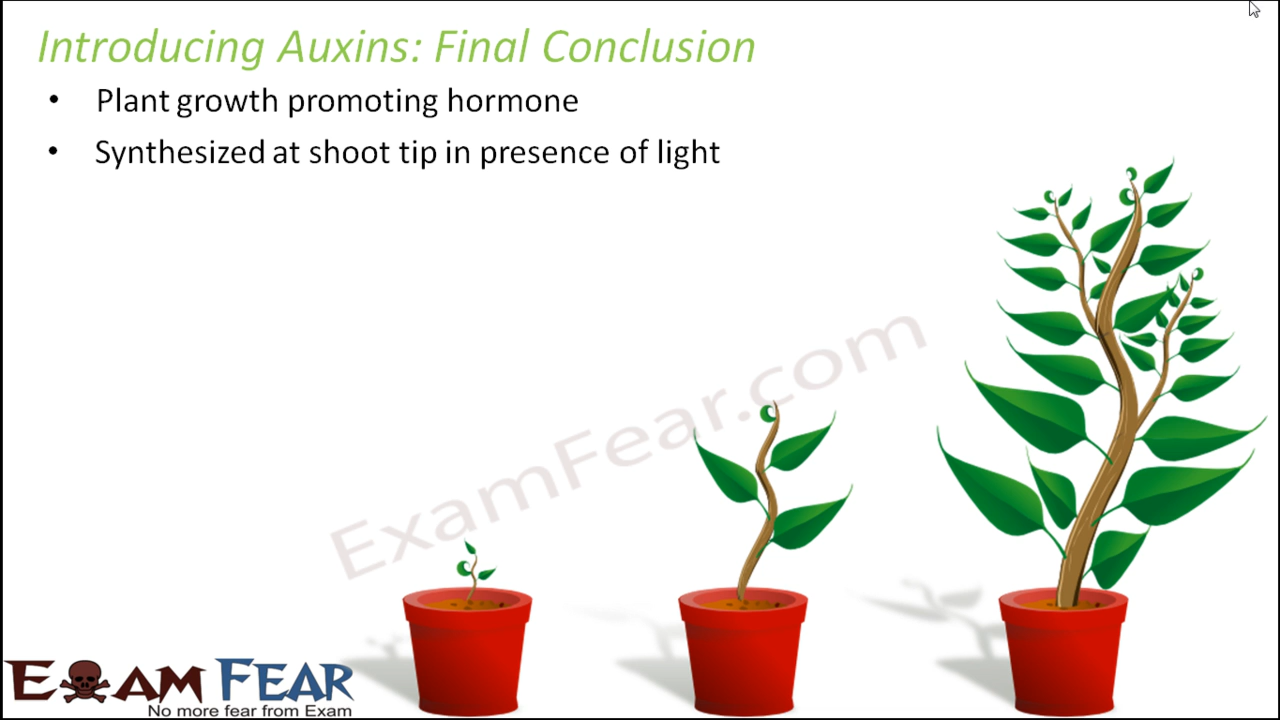 Introducing Auxins: Final Conclusion
• Plant growth promoting hormone
• Synthesized at shoot tip in presence of light
ExamFear.com
EXAM FEAR
No more fear from Exam